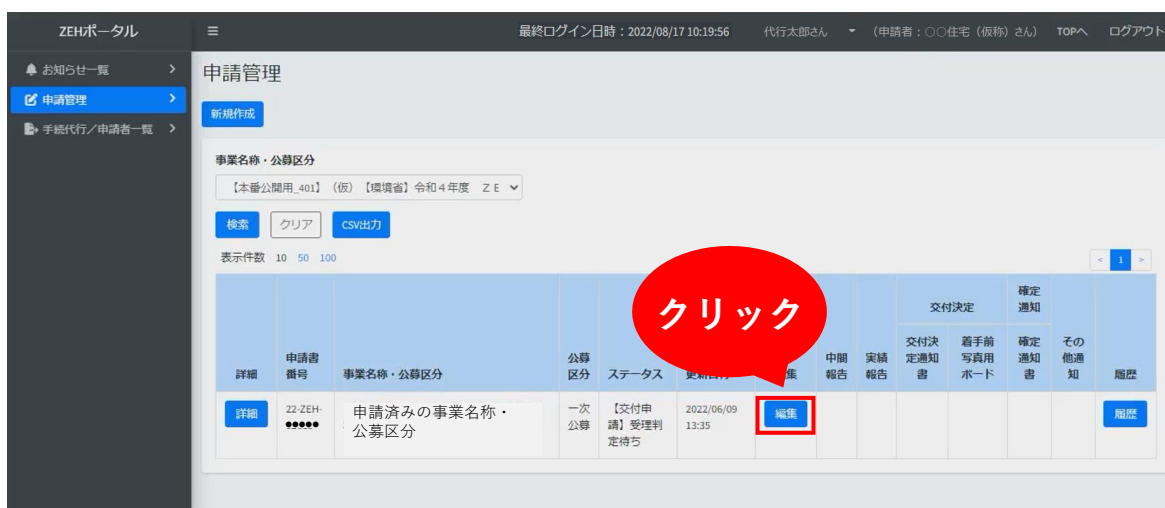 ZEHポータル
最終ログイン日時：2022/08/17 10:19:56
代行太郎さん
(申請者：○○住宅（仮称）さん)
TOPへ
ログアウト
お知らせ一覧
申請管理
手続代行／申請者一覧
申請管理
新規作成
事業名称・公募区分
【本番公開用_401】（仮）【環境省】令和４年度 ＺＥ
検索 クリア CSV出力
表示件数 10 50 100
< 1 >
クリック
詳細
申請書
番号
事業名称・公募区分
公募
区分
ステータス
中間
報告
実績
報告
交付決定
交付決
定通知
書
着手前
写真用
ボード
確定
通知
確定
通知
書
その
他通
知
履歴
詳細
22-ZEH-
●●●●●
申請済みの事業名称・
公募区分
一次
公募
【交付申
請】受理判
定待ち
2022/06/09
13:35
編集
履歴